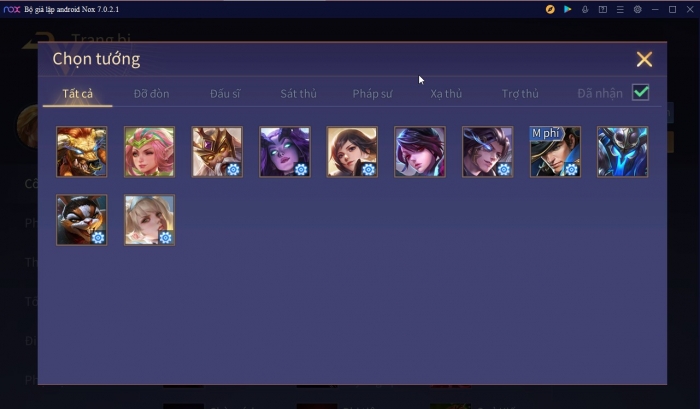 nox Bộ giả lập android Nox 7.0.2.1
Trang bị
Chọn tướng
Tất cả Đỡ đòn Đấu sĩ Sát thủ Pháp sư Xạ thủ Trợ thủ Đã nhận
M phí